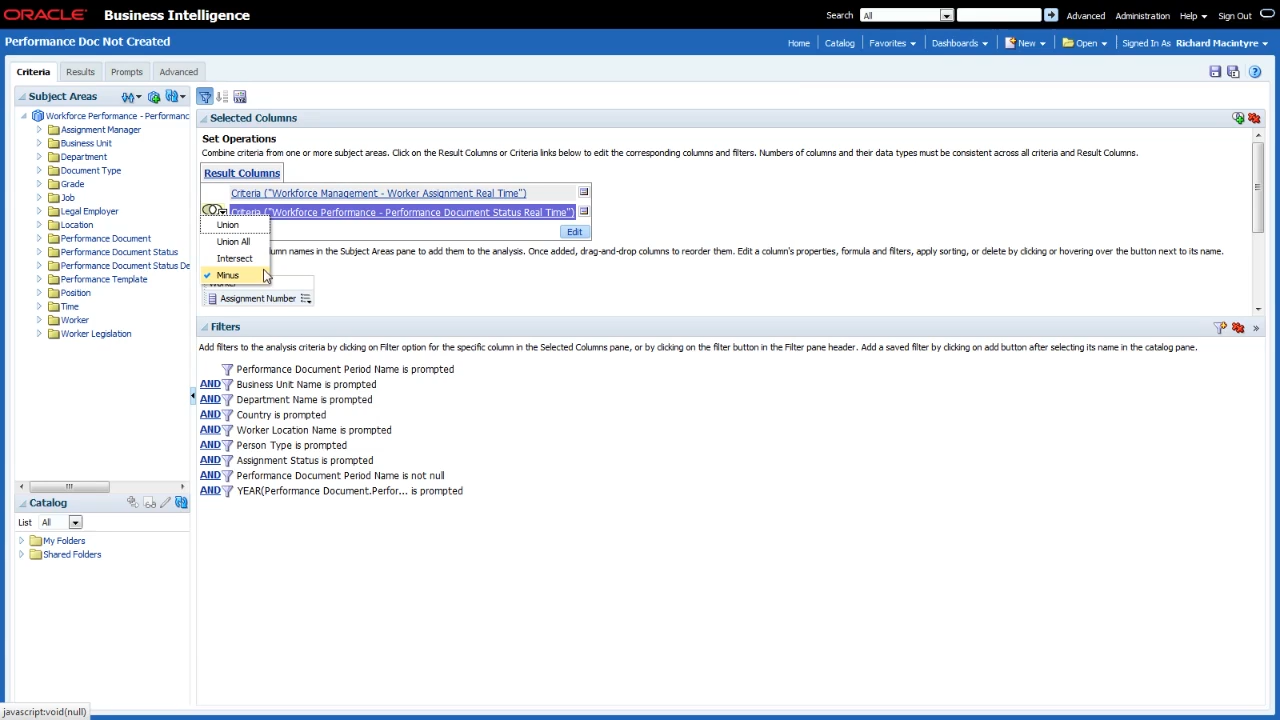 ORACLE Business Intelligence
Search All Advanced Administration Help Sign Out
Performance Doc Not Created
Home Catalog Favorites Dashboards New Open Signed In As Richard Macintyre
Criteria Results Prompts Advanced
Subject Areas
Workforce Performance - Performanc
Assignment Manager
Business Unit
Department
Document Type
Grade
Job
Legal Employer
Location
Performance Document
Performance Document Status
Performance Document Status De
Performance Template
Position
Time
Worker
Worker Legislation
Catalog
List All
My Folders
Shared Folders
Selected Columns
Set Operations
Combine criteria from one or more subject areas. Click on the Result Columns or Criteria links below to edit the corresponding columns and filters. Numbers of columns and their data types must be consistent across all criteria and Result Columns.
Result Columns
Criteria ("Workforce Management - Worker Assignment Real Time")
Criteria ("Workforce Performance - Performance Document Status Real Time")
Union
Union All
Intersect
Minus
Edit
column names in the Subject Areas pane to add them to the analysis. Once added, drag-and-drop columns to reorder them. Edit a column's properties, formula and filters, apply sorting, or delete by clicking or hovering over the button next to its name.
Worker
Assignment Number
Filters
Add filters to the analysis criteria by clicking on Filter option for the specific column in the Selected Columns pane, or by clicking on the filter button in the Filter pane header. Add a saved filter by clicking on add button after selecting its name in the catalog pane.
Performance Document Period Name is prompted
AND Business Unit Name is prompted
AND Department Name is prompted
AND Country is prompted
AND Worker Location Name is prompted
AND Person Type is prompted
AND Assignment Status is prompted
AND Performance Document Period Name is not null
AND YEAR(Performance Document.Perfor... is prompted
javascript:void(null)